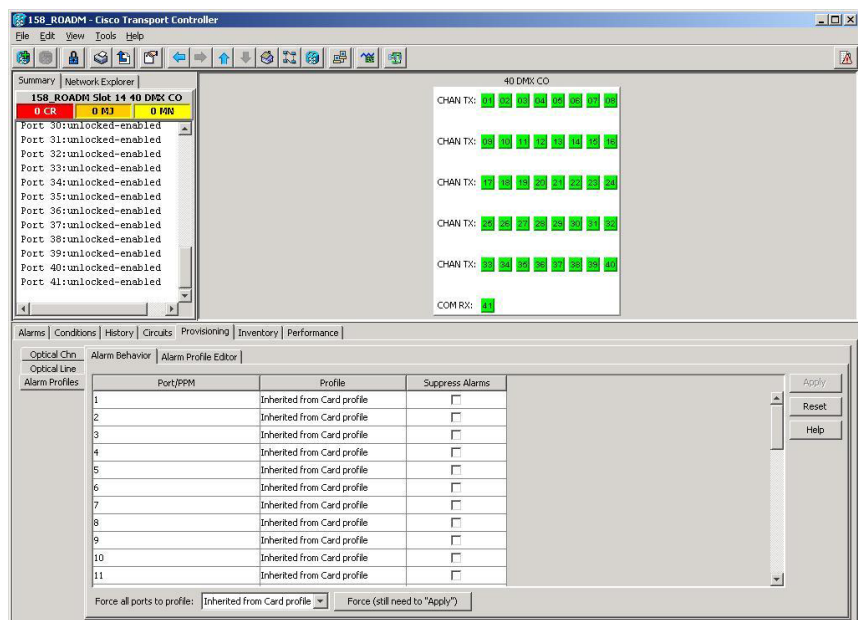 158_ROADM - Cisco Transport Controller
File Edit View Tools Help
Summary Network Explorer
158_ROADM Slot 14 40 DMX CO
0 CR 0 MJ 0 MN
Port 30:unlocked-enabled
Port 31:unlocked-enabled
Port 32:unlocked-enabled
Port 33:unlocked-enabled
Port 34:unlocked-enabled
Port 35:unlocked-enabled
Port 36:unlocked-enabled
Port 37:unlocked-enabled
Port 38:unlocked-enabled
Port 39:unlocked-enabled
Port 40:unlocked-enabled
Port 41:unlocked-enabled
40 DMX CO
CHAN TX: 01 02 03 04 05 06 07 08
CHAN TX: 09 10 11 12 13 14 15 16
CHAN TX: 17 18 19 20 21 22 23 24
CHAN TX: 25 26 27 28 29 30 31 32
CHAN TX: 33 34 35 36 37 38 39 40
COM RX: 41
Alarms Conditions History Circuits Provisioning Inventory Performance
Optical Chn
Optical Line
Alarm Profiles
Alarm Behavior Alarm Profile Editor
Port/PPM Profile Suppress Alarms
1 Inherited from Card profile
2 Inherited from Card profile
3 Inherited from Card profile
4 Inherited from Card profile
5 Inherited from Card profile
6 Inherited from Card profile
7 Inherited from Card profile
8 Inherited from Card profile
9 Inherited from Card profile
10 Inherited from Card profile
11 Inherited from Card profile
Apply
Reset
Help
Force all ports to profile: Inherited from Card profile Force (still need to "Apply")